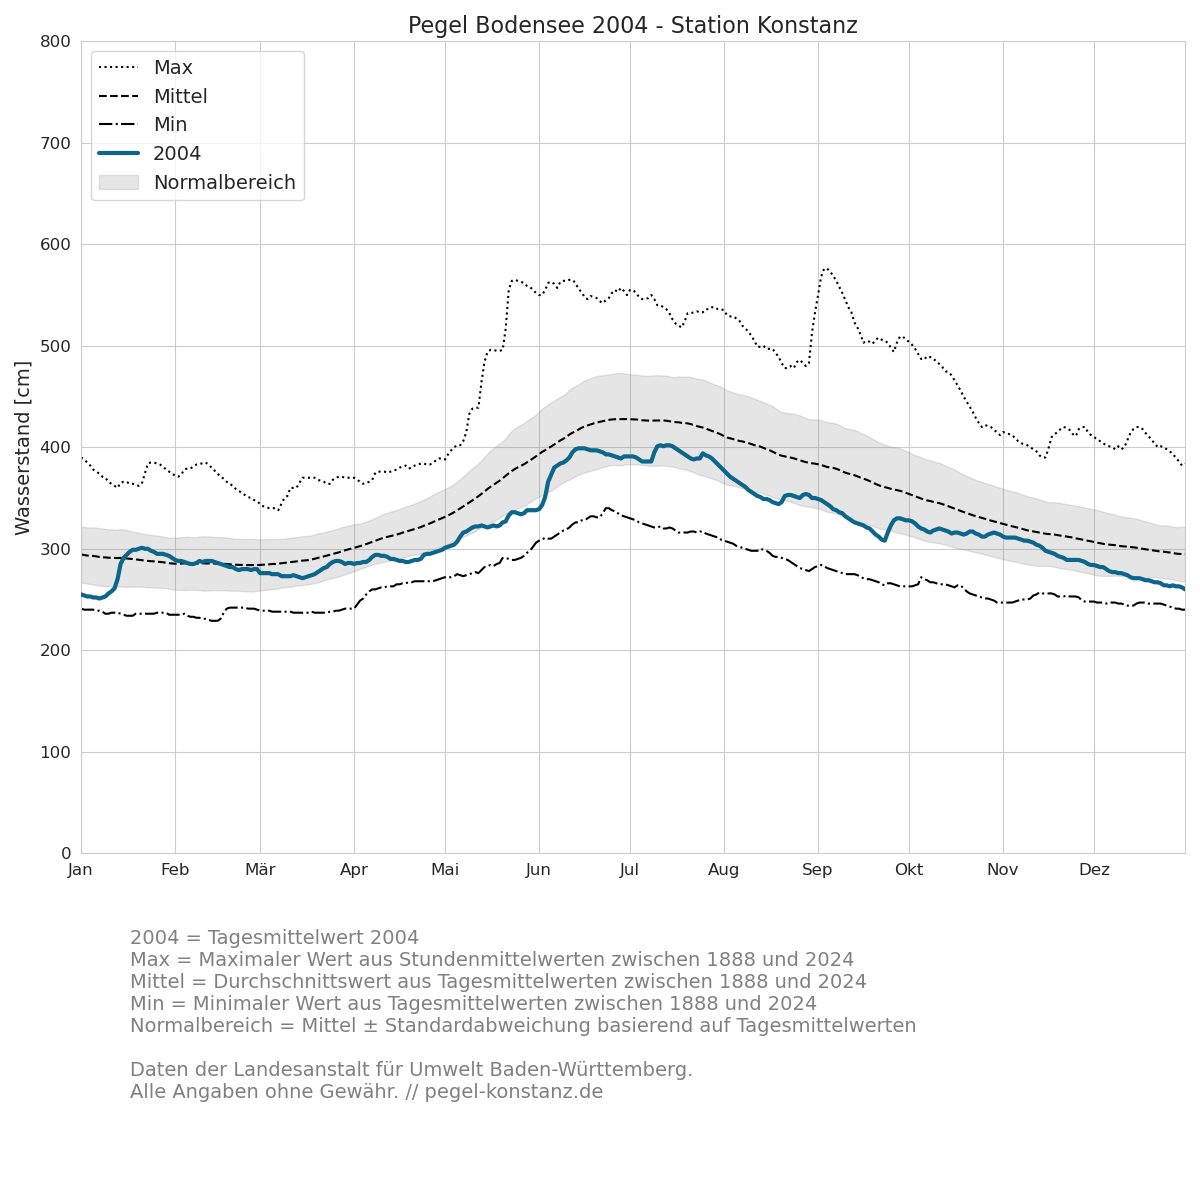 Pegel Bodensee 2004 - Station Konstanz
800
700
600
500
400
300
200
100
0
Wasserstand [cm]
Max
Mittel
Min
2004
Normalbereich
Jan Feb Mär Apr Mai Jun Jul Aug Sep Okt Nov Dez
2004 = Tagesmittelwert 2004
Max = Maximaler Wert aus Stundenmittelwerten zwischen 1888 und 2024
Mittel = Durchschnittswert aus Tagesmittelwerten zwischen 1888 und 2024
Min = Minimaler Wert aus Tagesmittelwerten zwischen 1888 und 2024
Normalbereich = Mittel ± Standardabweichung basierend auf Tagesmittelwerten
Daten der Landesanstalt für Umwelt Baden-Württemberg.
Alle Angaben ohne Gewähr. // pegel-konstanz.de